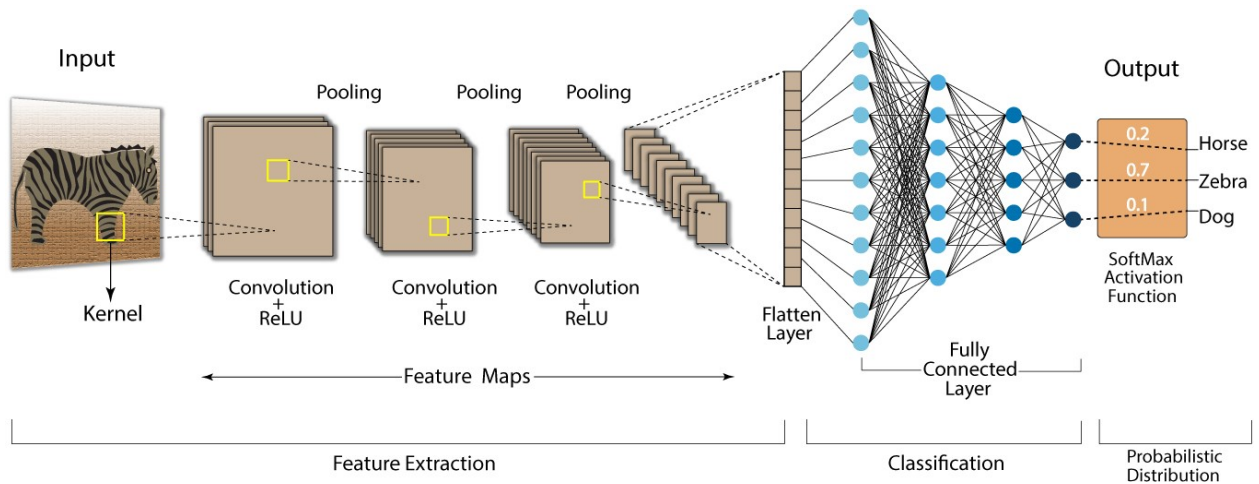 Input
Output
Pooling
Pooling
Pooling
0.2
Horse
0.7
Zebra
0.1
Dog
Kernel
Convolution
+
ReLU
Convolution
+
ReLU
Convolution
+
ReLU
Flatten
Layer
SoftMax
Activation
Function
Feature Maps
Fully
Connected
Layer
Feature Extraction
Classification
Probabilistic
Distribution